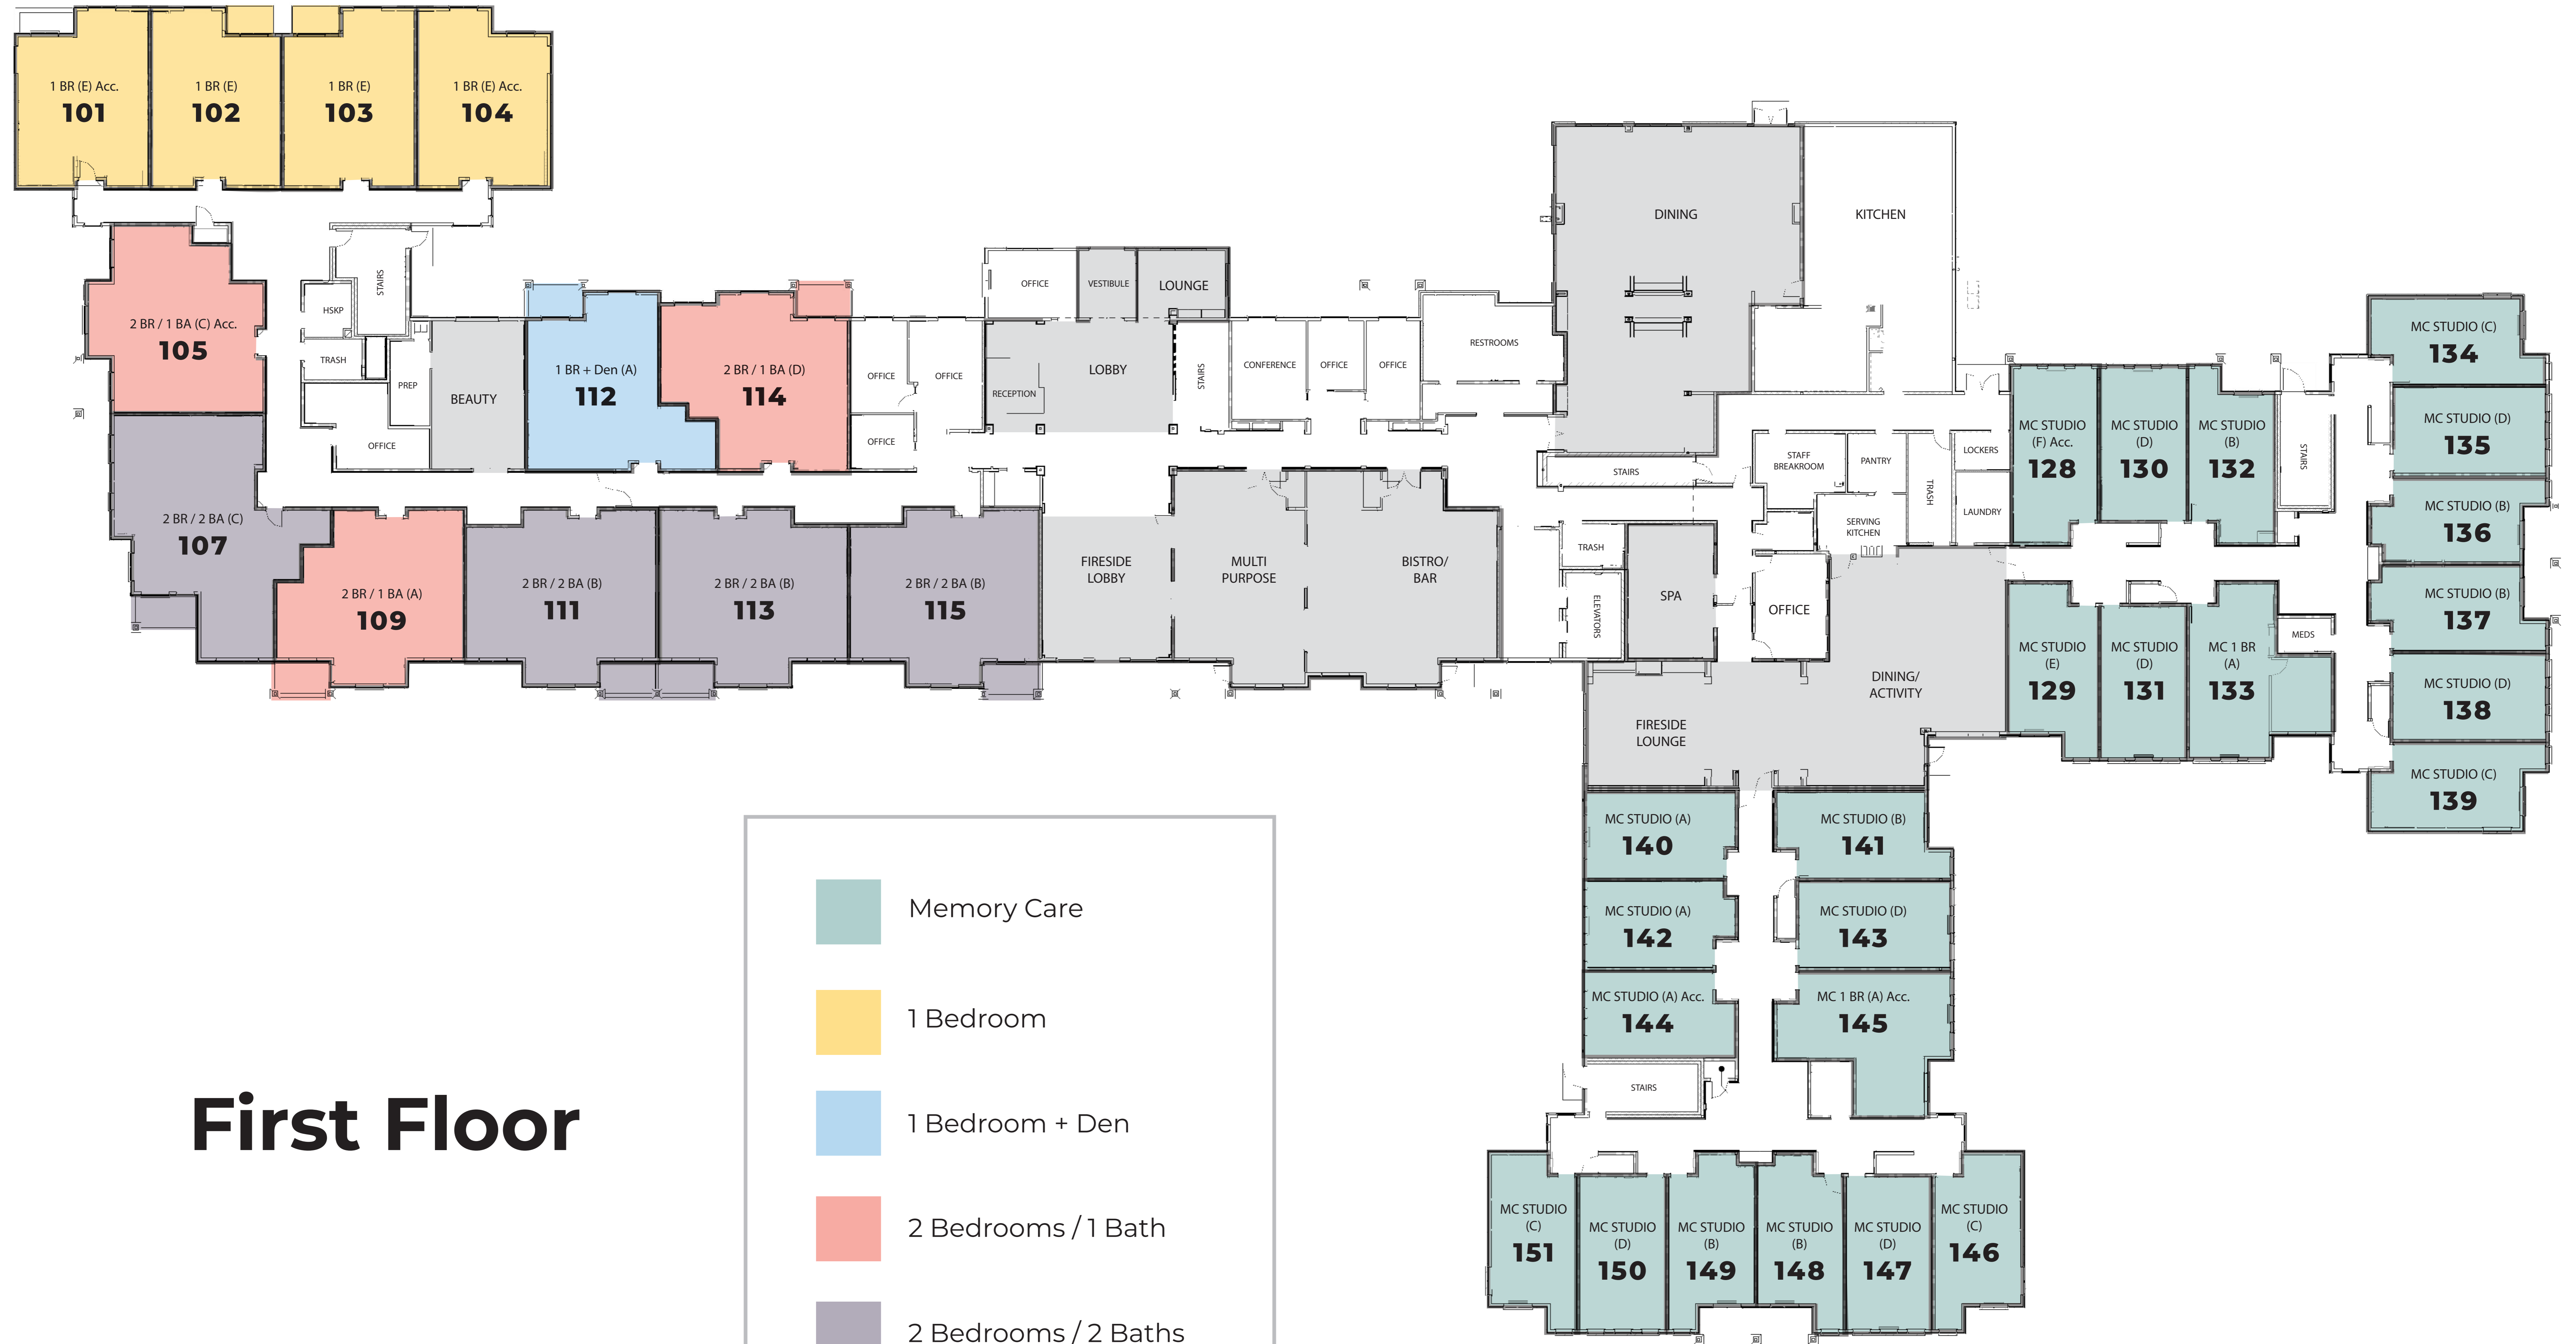 1 BR (E) Acc.
101
1 BR (E)
102
1 BR (E)
103
1 BR (E) Acc.
104
2 BR / 1 BA (C) Acc.
105
STAIRS
HSKP
TRASH
PREP
OFFICE
BEAUTY
1 BR + Den (A)
112
2 BR / 1 BA (D)
114
OFFICE
OFFICE
OFFICE
OFFICE
VESTIBULE
LOUNGE
RECEPTION
LOBBY
STAIRS
CONFERENCE
OFFICE
OFFICE
RESTROOMS
DINING
KITCHEN
2 BR / 2 BA (C)
107
2 BR / 1 BA (A)
109
2 BR / 2 BA (B)
111
2 BR / 2 BA (B)
113
2 BR / 2 BA (B)
115
FIRESIDE
LOBBY
MULTI
PURPOSE
BISTRO/
BAR
STAIRS
STAFF
BREAKROOM
PANTRY
TRASH
LOCKERS
LAUNDRY
SERVING
KITCHEN
TRASH
ELEVATORS
SPA
OFFICE
DINING/
ACTIVITY
FIRESIDE
LOUNGE
MC STUDIO
(F) Acc.
128
MC STUDIO
(D)
130
MC STUDIO
(B)
132
STAIRS
MC STUDIO
(E)
129
MC STUDIO
(D)
131
MC 1 BR
(A)
133
MEDS
MC STUDIO (C)
134
MC STUDIO (D)
135
MC STUDIO (B)
136
MC STUDIO (B)
137
MC STUDIO (D)
138
MC STUDIO (C)
139
MC STUDIO (A)
140
MC STUDIO (B)
141
MC STUDIO (A)
142
MC STUDIO (D)
143
MC STUDIO (A) Acc.
144
MC 1 BR (A) Acc.
145
STAIRS
MC STUDIO
(C)
151
MC STUDIO
(D)
150
MC STUDIO
(B)
149
MC STUDIO
(B)
148
MC STUDIO
(D)
147
MC STUDIO
(C)
146
First Floor
Memory Care
1 Bedroom
1 Bedroom + Den
2 Bedrooms / 1 Bath
2 Bedrooms / 2 Baths